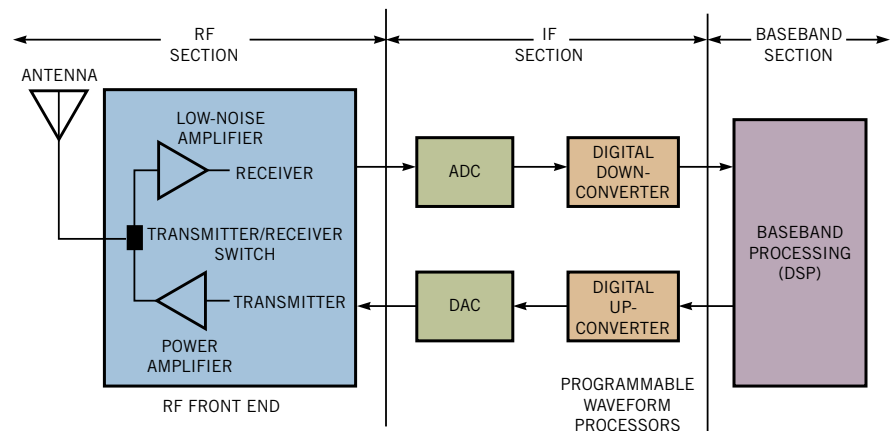 RF
SECTION
IF
SECTION
BASEBAND
SECTION
ANTENNA
LOW-NOISE
AMPLIFIER
RECEIVER
TRANSMITTER/RECEIVER
SWITCH
TRANSMITTER
POWER
AMPLIFIER
RF FRONT END
ADC
DIGITAL
DOWN-
CONVERTER
DAC
DIGITAL
UP-
CONVERTER
PROGRAMMABLE
WAVEFORM
PROCESSORS
BASEBAND
PROCESSING
(DSP)